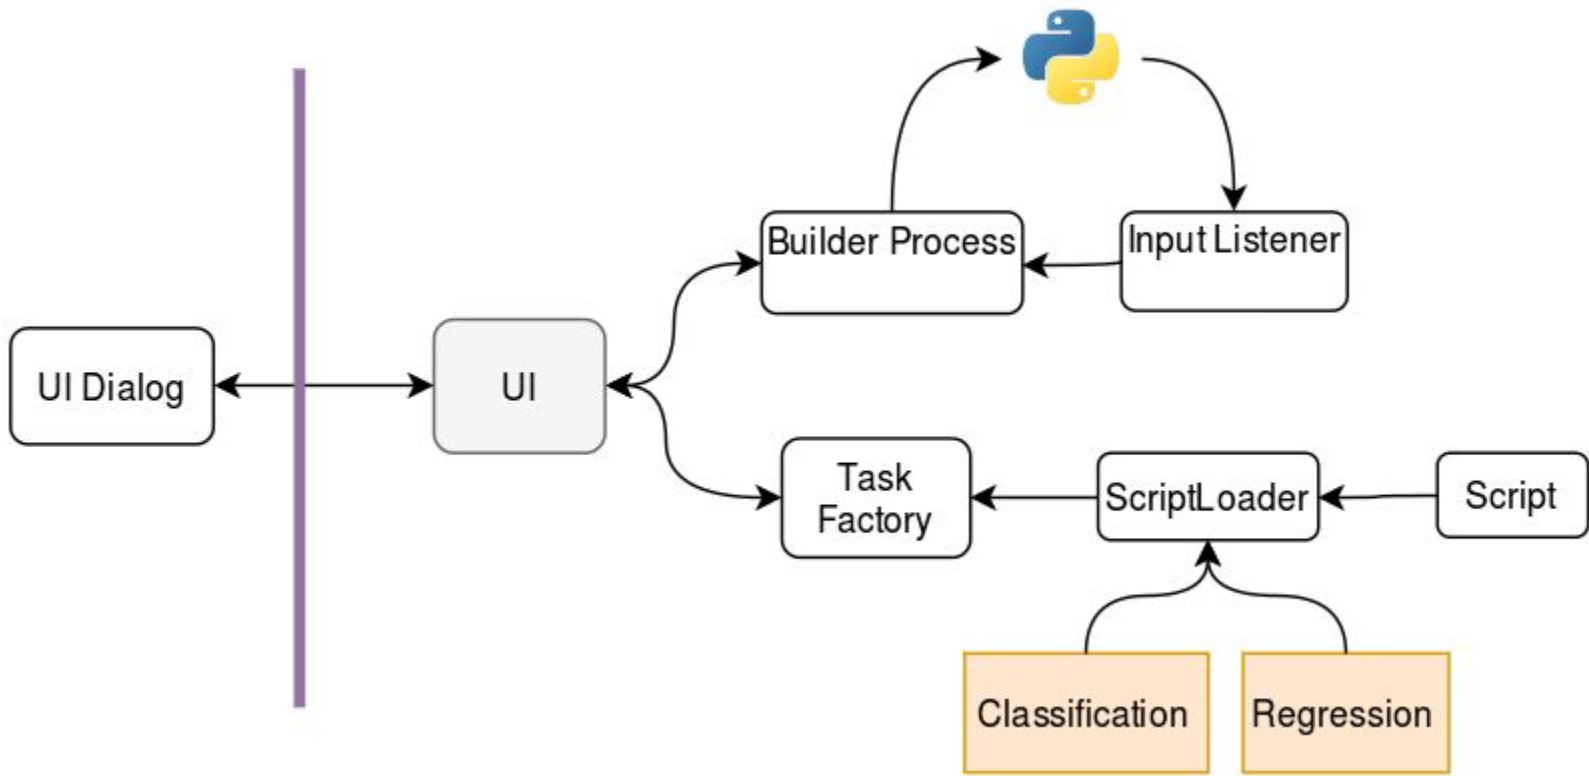 Builder Process
Input Listener
UI Dialog
UI
Task
Factory
ScriptLoader
Script
Classification
Regression